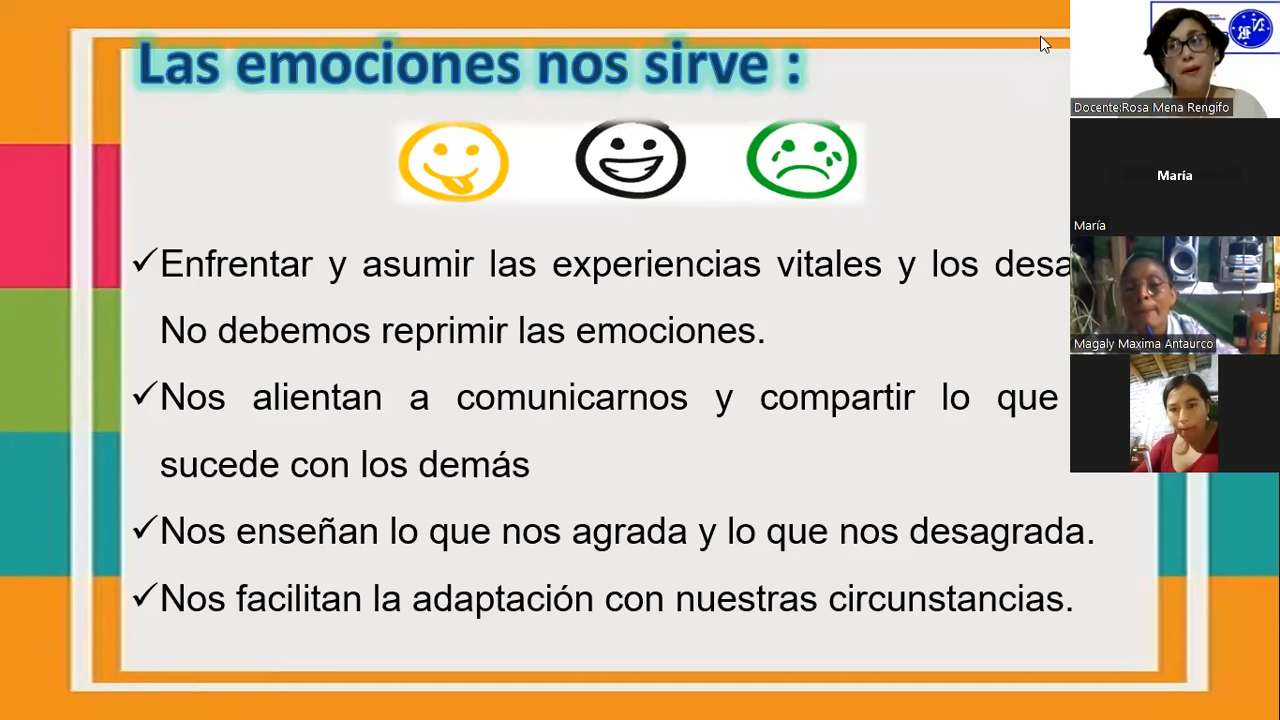 Las emociones nos sirve :
✓Enfrentar y asumir las experiencias vitales y los
No debemos reprimir las emociones.
✓Nos alientan a comunicarnos y compartir lo que
sucede con los demás
✓Nos enseñan lo que nos agrada y lo que nos desagrada.
✓Nos facilitan la adaptación con nuestras circunstancias.
Docente:Rosa Mena Rengifo
María
María
Magaly Maxima Antaurco